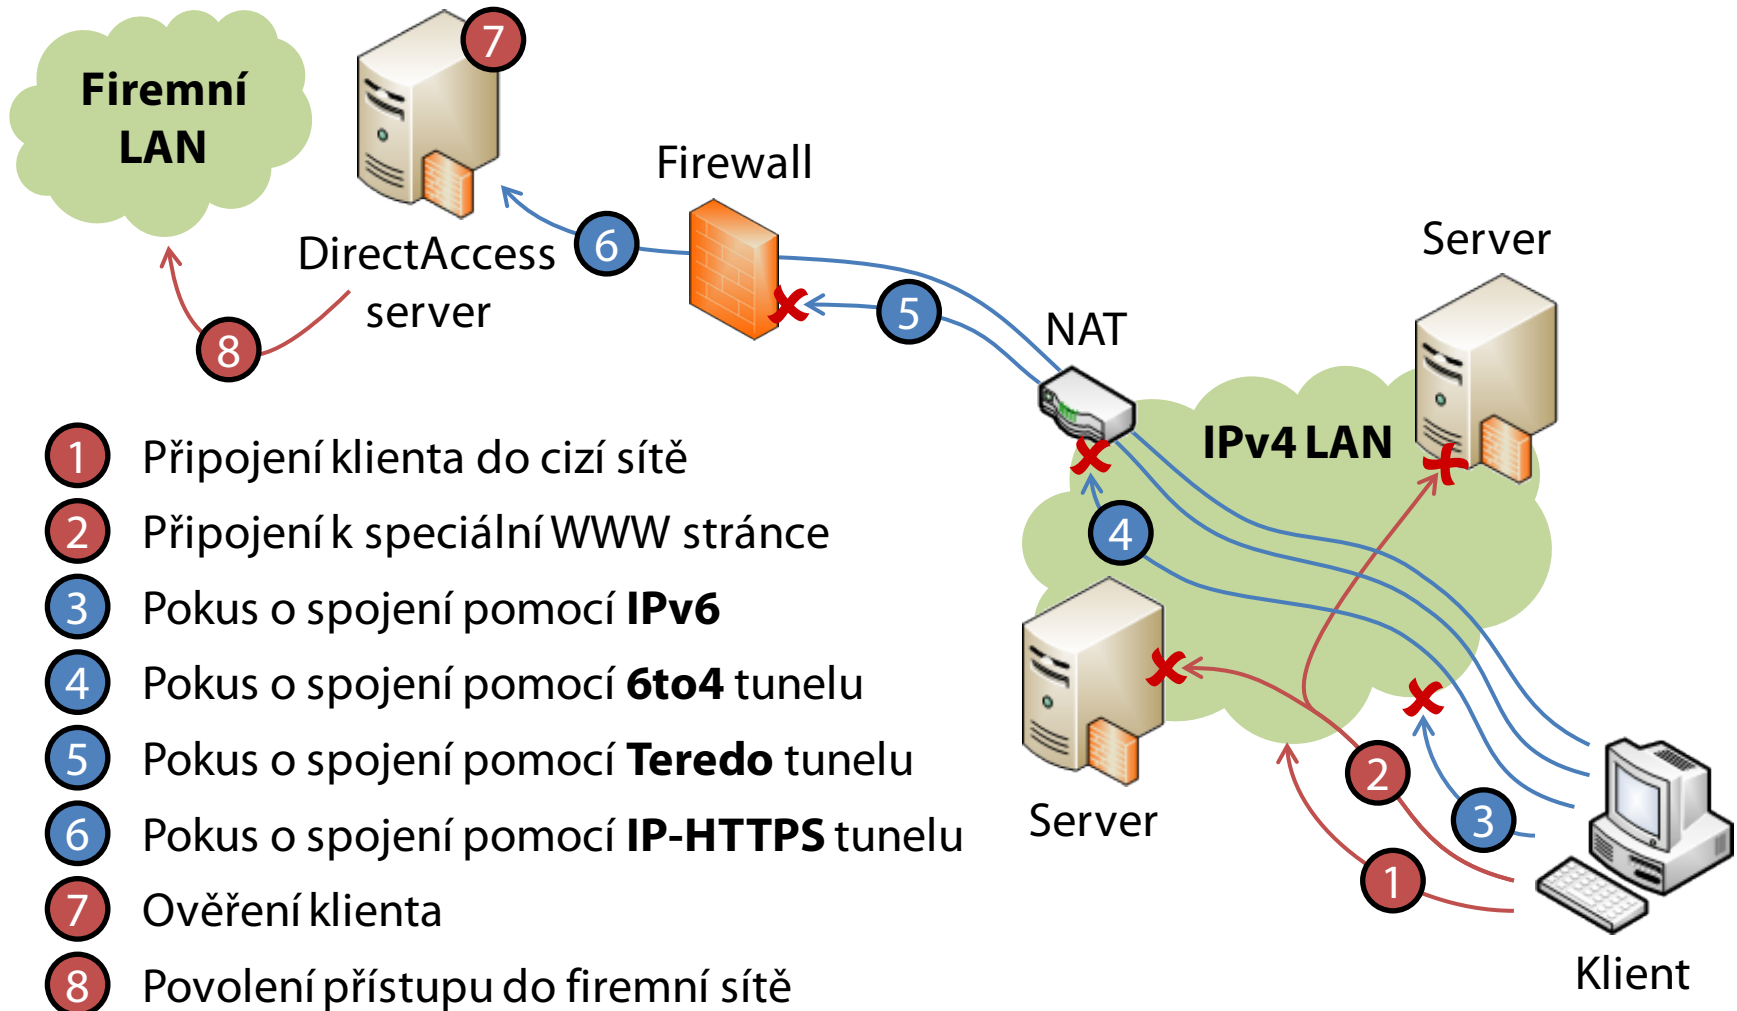 Firemní
LAN
7
Firewall
DirectAccess
server
6
5
8
NAT
Server
IPv4 LAN
4
Server
2
3
1
Klient
1 Připojení klienta do cizí sítě
2 Připojení k speciální WWW stránce
3 Pokus o spojení pomocí IPv6
4 Pokus o spojení pomocí 6to4 tunelu
5 Pokus o spojení pomocí Teredo tunelu
6 Pokus o spojení pomocí IP-HTTPS tunelu
7 Ověření klienta
8 Povolení přístupu do firemní sítě